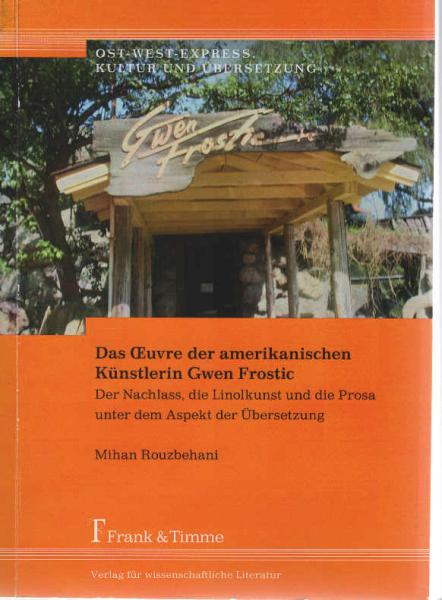 OST-WEST-EXPRESS.
KULTUR UND ÜBERSETZUNG
Gwen
Frostic
Das Œuvre der amerikanischen
Künstlerin Gwen Frostic
Der Nachlass, die Linolkunst und die Prosa
unter dem Aspekt der Übersetzung
Mihan Rouzbehani
F Frank & Timme
Verlag für wissenschaftliche Literatur